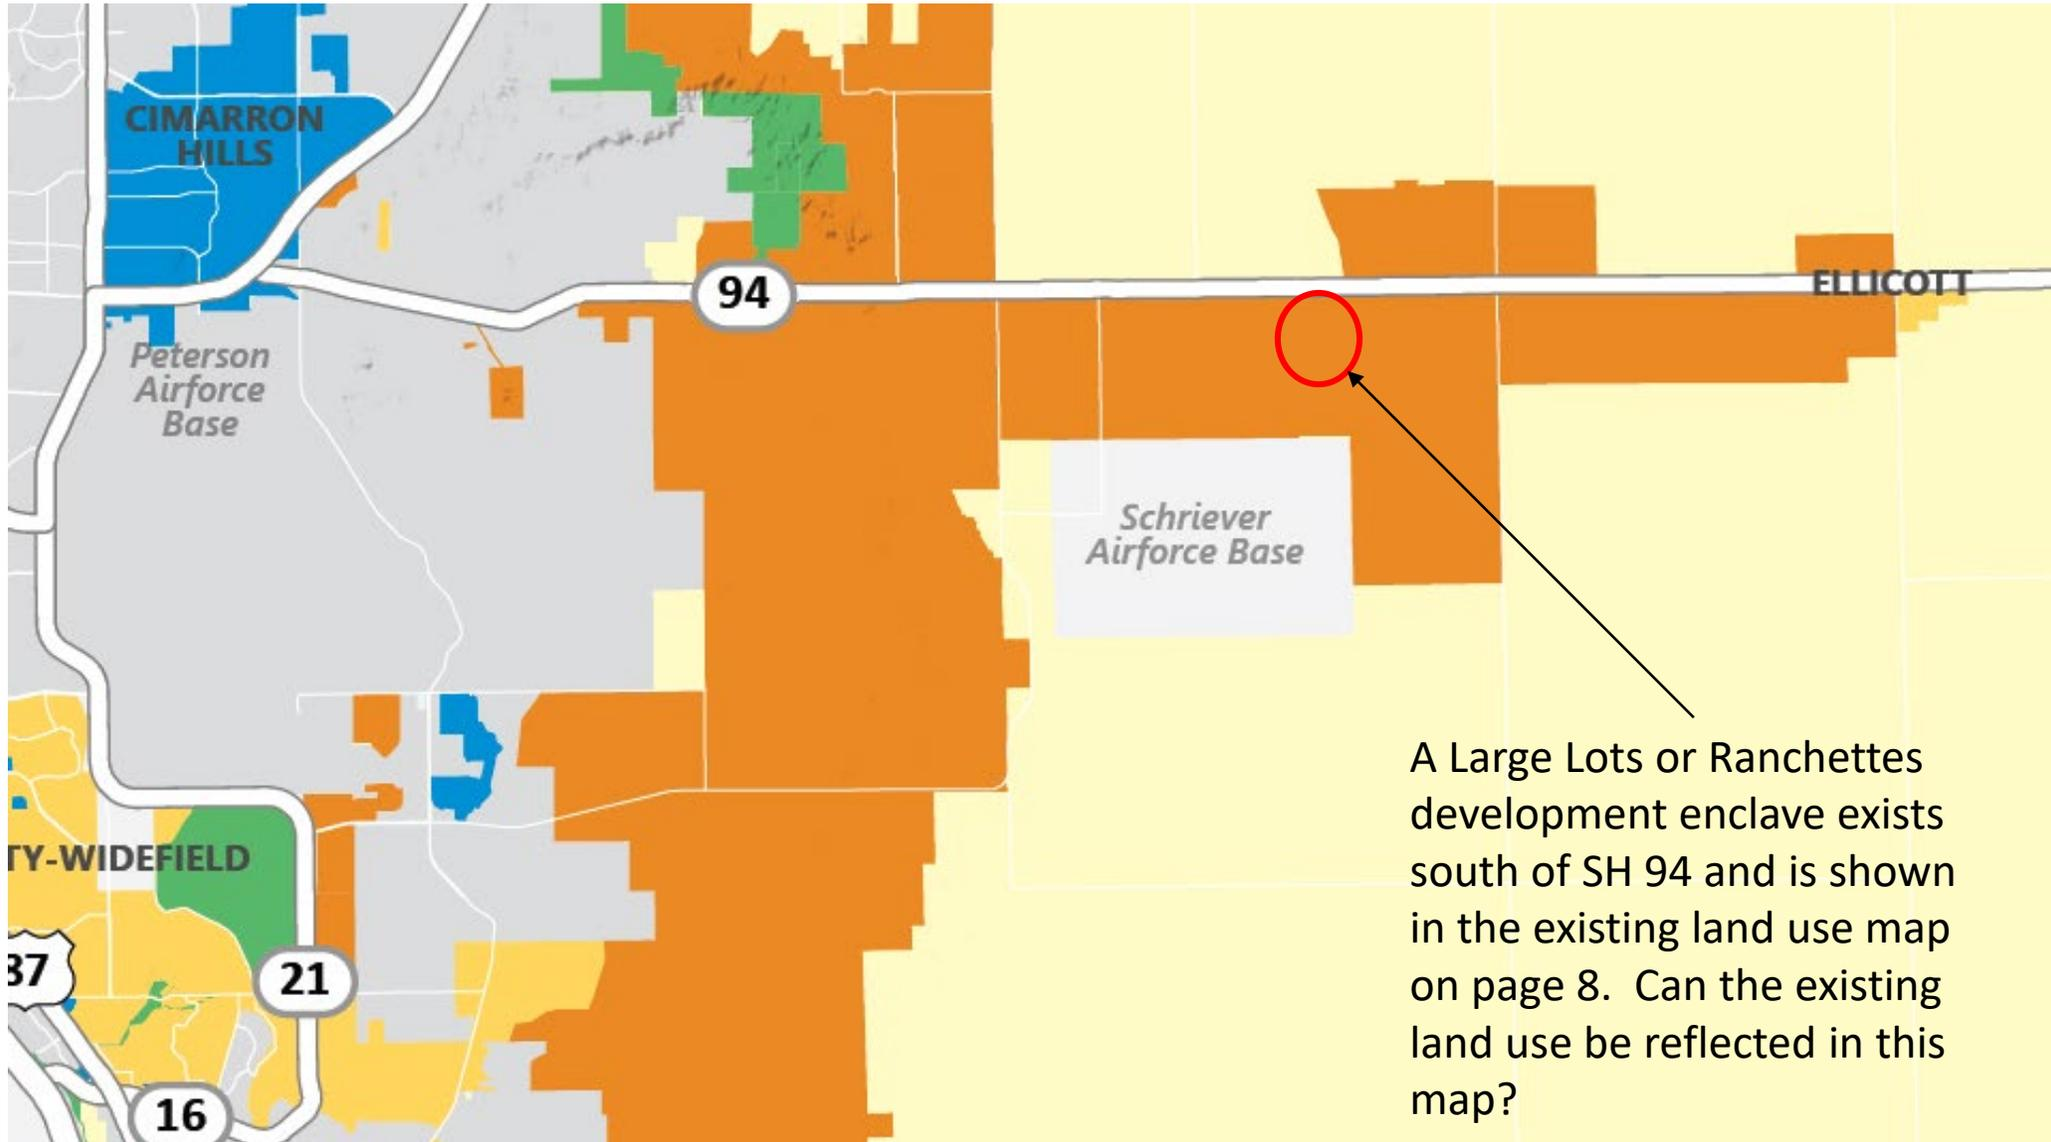 CIMARRON
HILLS
94
ELLICOTT
Peterson
Airforce
Base
Schriever
Airforce Base
A Large Lots or Ranchettes
development enclave exists
south of SH 94 and is shown
in the existing land use map
on page 8.  Can the existing
land use be reflected in this
map?
TY-WIDEFIELD
87
21
16